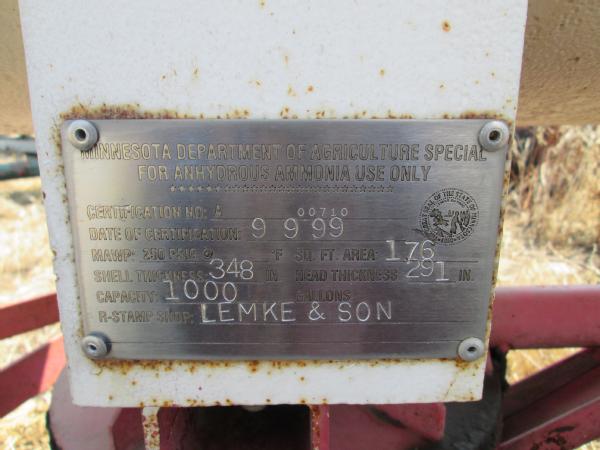 MINNESOTA DEPARTMENT OF AGRICULTURE SPECIAL
FOR ANHYDROUS AMMONIA USE ONLY
CERTIFICATION NO: A 00710
DATE OF CERTIFICATION: 9 9 99
MAWP: 250 PSIG @ °F SQ. FT. AREA: 176
SHELL THICKNESS: 348 IN HEAD THICKNESS: 291 IN.
CAPACITY: 1000 GALLONS
R-STAMP SHOP: LEMKE & SON